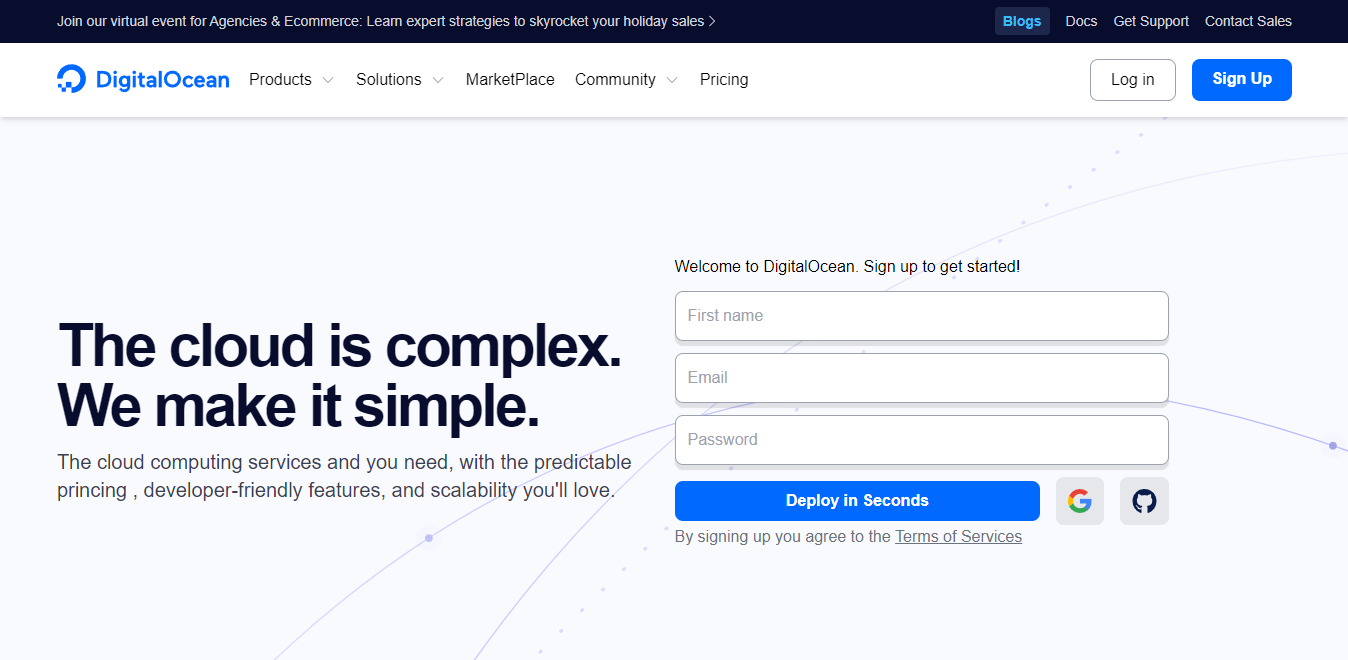 Join our virtual event for Agencies & Ecommerce: Learn expert strategies to skyrocket your holiday sales
Blogs
Docs
Get Support
Contact Sales
DigitalOcean
Products
Solutions
MarketPlace
Community
Pricing
Log in
Sign Up
The cloud is complex.
We make it simple.
The cloud computing services and you need, with the predictable
princing , developer-friendly features, and scalability you'll love.
Welcome to DigitalOcean. Sign up to get started!
First name
Email
Password
Deploy in Seconds
By signing up you agree to the Terms of Services